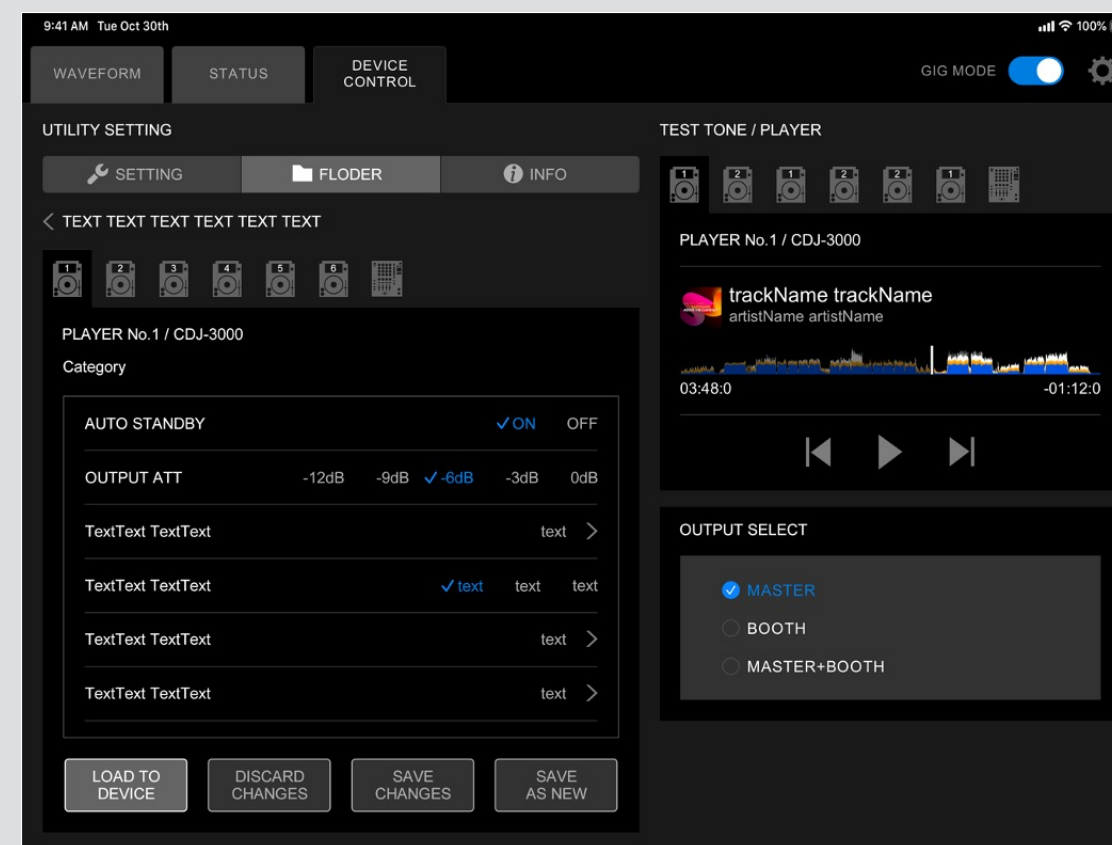 9:41 AM Tue Oct 30th
100%
WAVEFORM
STATUS
DEVICE
CONTROL
GIG MODE
UTILITY SETTING
SETTING
FLODER
INFO
TEXT TEXT TEXT TEXT TEXT TEXT
1 2 3 4 5 6
PLAYER No.1 / CDJ-3000
Category
AUTO STANDBY ON OFF
OUTPUT ATT -12dB -9dB -6dB -3dB 0dB
TextText TextText text
TextText TextText text text text
TextText TextText text
TextText TextText text
LOAD TO
DEVICE
DISCARD
CHANGES
SAVE
CHANGES
SAVE
AS NEW
TEST TONE / PLAYER
1 2 1 2 2 1
PLAYER No.1 / CDJ-3000
trackName trackName
artistName artistName
03:48:0 -01:12:0
OUTPUT SELECT
MASTER
BOOTH
MASTER+BOOTH